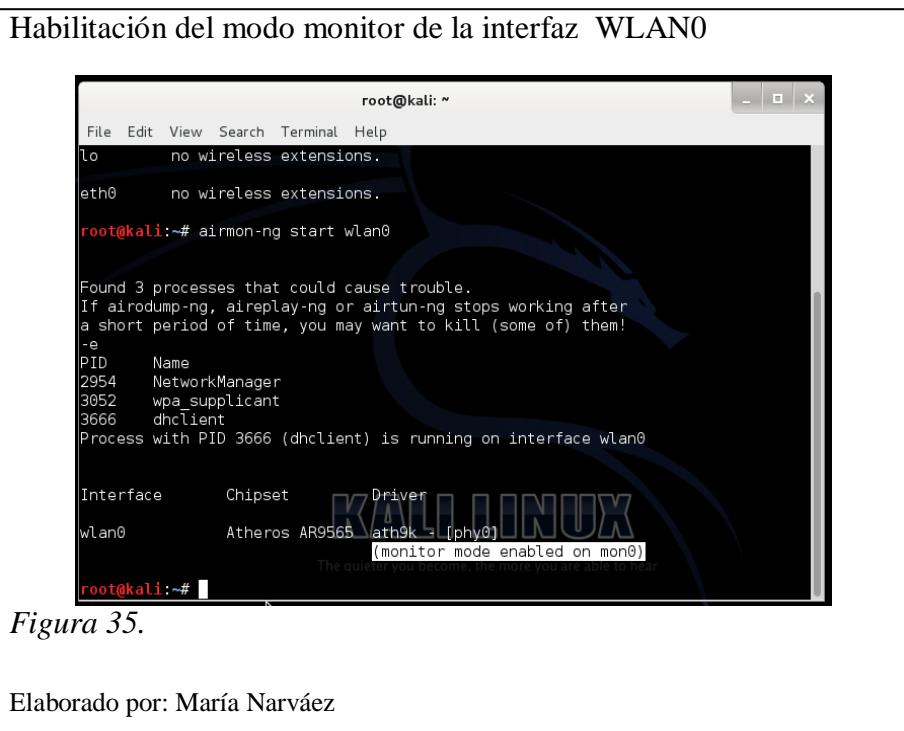 Habilitación del modo monitor de la interfaz WLAN0
root@kali: ~
File Edit View Search Terminal Help
lo no wireless extensions.
eth0 no wireless extensions.
root@kali:~# airmon-ng start wlan0
Found 3 processes that could cause trouble.
If airodump-ng, aireplay-ng or airtun-ng stops working after
a short period of time, you may want to kill (some of) them!
-e
PID Name
2954 NetworkManager
3052 wpa_supplicant
3666 dhclient
Process with PID 3666 (dhclient) is running on interface wlan0
Interface Chipset Driver
KALI LINUX
wlan0 Atheros AR9565 ath9k - [phy0]
(monitor mode enabled on mon0)
The quieter you become, the more you are able to hear.
root@kali:~#
Figura 35.
Elaborado por: María Narváez